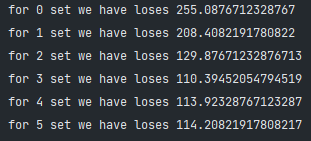 for 0 set we have loses 255.0876712328767
for 1 set we have loses 208.4082191780822
for 2 set we have loses 129.87671232876713
for 3 set we have loses 110.39452054794519
for 4 set we have loses 113.92328767123287
for 5 set we have loses 114.20821917808217